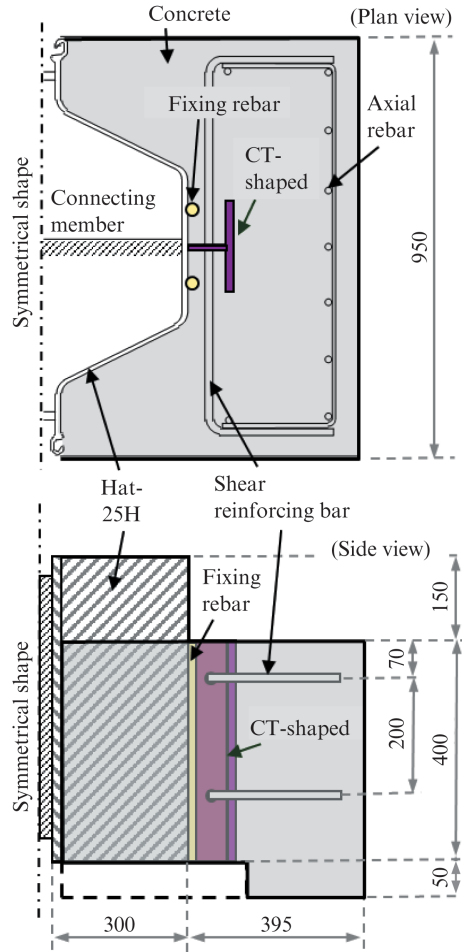 Concrete
(Plan view)
Fixing rebar
Axial
rebar
CT-
shaped
Connecting
member
Symmetrical shape
950
Hat-
25H
Shear
reinforcing bar
(Side view)
Fixing
rebar
150
70
Symmetrical shape
CT-shaped
200
400
50
300
395